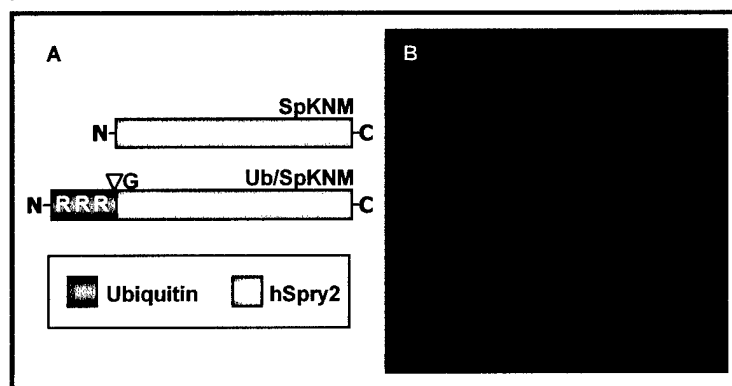 A
B
SpKNM
N C
▽G Ub/SpKNM
N RRR C
Ubiquitin hSpry2